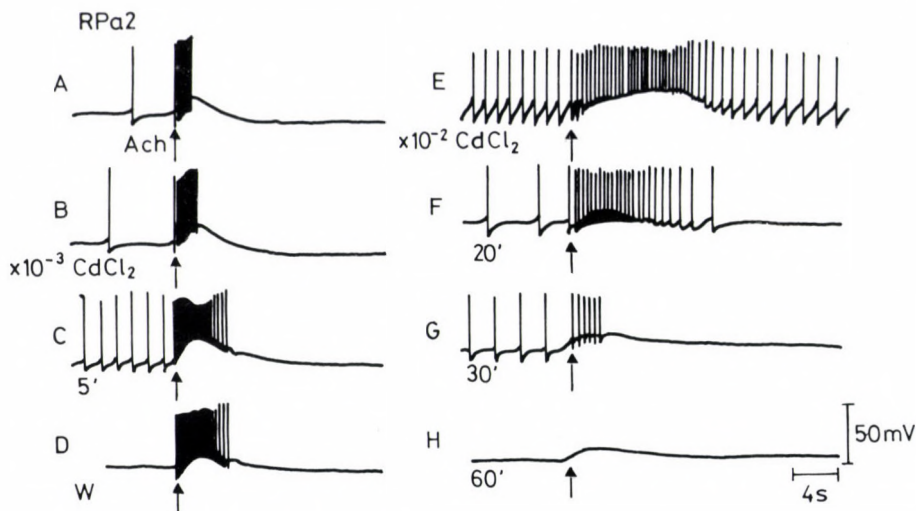 RPa2
A
Ach
B
x10⁻³ CdCl₂
C
5'
D
W
E
x10⁻² CdCl₂
F
20'
G
30'
H
60'
50mV
4s